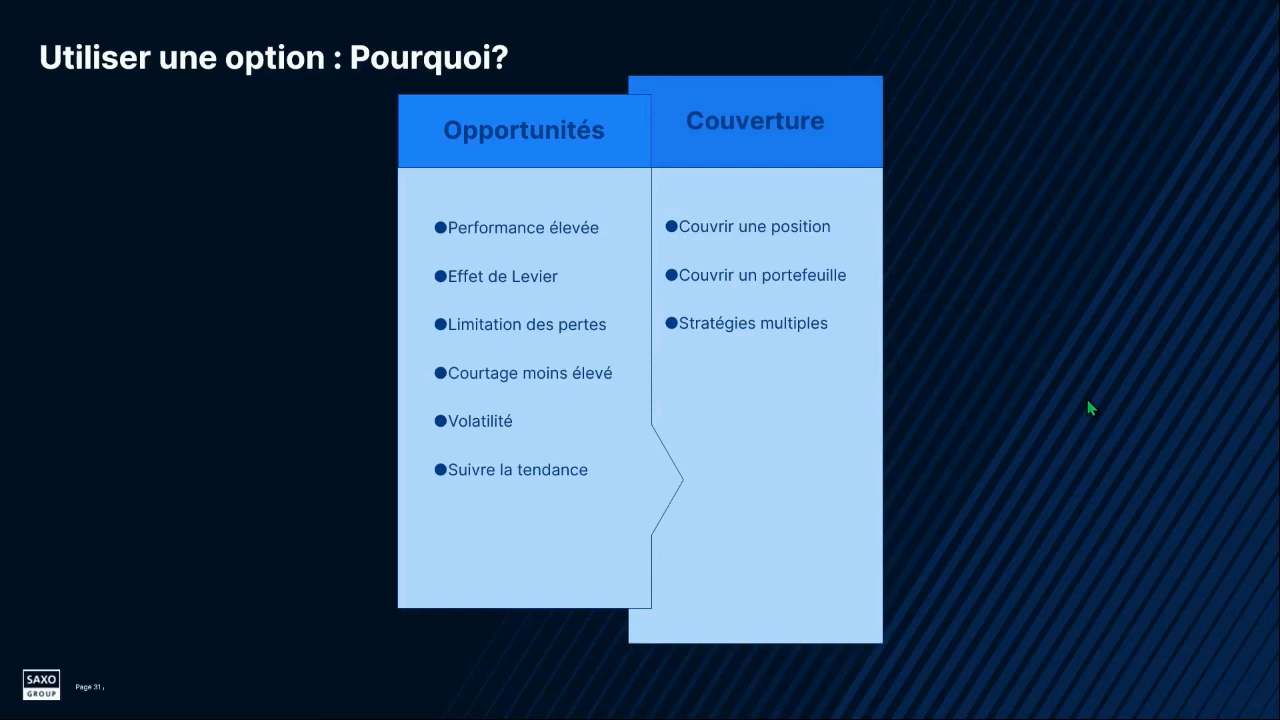 Utiliser une option : Pourquoi?
Opportunités
●Performance élevée
●Effet de Levier
●Limitation des pertes
●Courtage moins élevé
●Volatilité
●Suivre la tendance
Couverture
●Couvrir une position
●Couvrir un portefeuille
●Stratégies multiples
SAXO
GROUP
Page 31 /